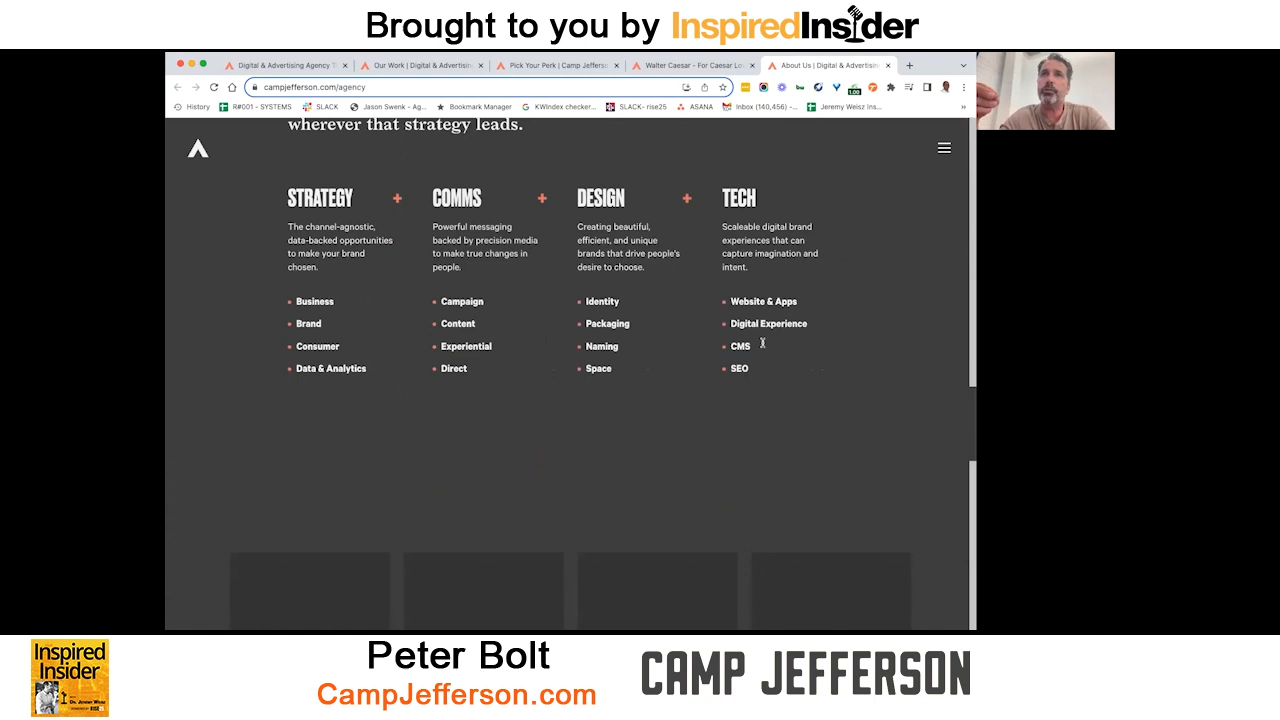 Brought to you by InspiredInsider
Digital & Advertising Agency T
Our Work | Digital & Advertisin
Pick Your Perk | Camp Jefferso
Walter Caesar - For Caesar Lo
About Us | Digital & Advertisin
campjefferson.com/agency
History
R#001 - SYSTEMS
SLACK
Jason Swenk - Ag...
Bookmark Manager
KWIndex checker...
SLACK- rise25
ASANA
Inbox (140,456) -...
Jeremy Weisz Ins...
»
wherever that strategy leads.
STRATEGY +
The channel-agnostic,
data-backed opportunities
to make your brand
chosen.
• Business
• Brand
• Consumer
• Data & Analytics
COMMS +
Powerful messaging
backed by precision media
to make true changes in
people.
• Campaign
• Content
• Experiential
• Direct
DESIGN +
Creating beautiful,
efficient, and unique
brands that drive people's
desire to choose.
• Identity
• Packaging
• Naming
• Space
TECH
Scaleable digital brand
experiences that can
capture imagination and
intent.
• Website & Apps
• Digital Experience
• CMS
• SEO
Inspired
Insider
Peter Bolt
CampJefferson.com
CAMP JEFFERSON